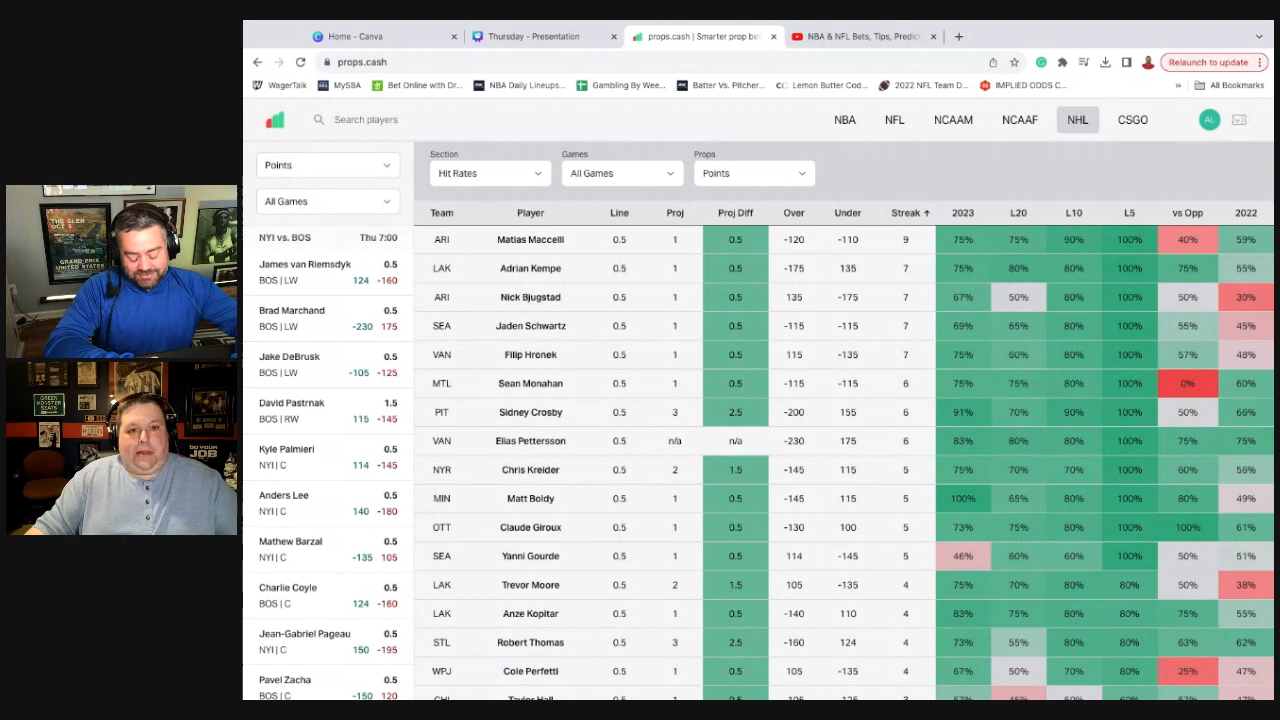 Home - Canva
Thursday - Presentation
props.cash | Smarter prop be
NBA & NFL Bets, Tips, Predict
props.cash
Relaunch to update
WagerTalk
MySBA
Bet Online with Dr...
NBA Daily Lineups...
Gambling By Wee...
Batter Vs. Pitcher...
Lemon Butter Cod...
2022 NFL Team D...
IMPLIED ODDS C...
All Bookmarks
Search players
NBA
NFL
NCAAM
NCAAF
NHL
CSGO
AL
Points
All Games
NYI vs. BOS Thu 7:00
James van Riemsdyk 0.5
BOS | LW 124 -160
Brad Marchand 0.5
BOS | LW -230 175
Jake DeBrusk 0.5
BOS | LW -105 -125
David Pastrnak 1.5
BOS | RW 115 -145
Kyle Palmieri 0.5
NYI | C 114 -145
Anders Lee 0.5
NYI | C 140 -180
Mathew Barzal 0.5
NYI | C -135 105
Charlie Coyle 0.5
BOS | C 124 -160
Jean-Gabriel Pageau 0.5
NYI | C 150 -195
Pavel Zacha 0.5
BOS | C -150 120
Section Games Props
Hit Rates All Games Points
Team Player Line Proj Proj Diff Over Under Streak ↑ 2023 L20 L10 L5 vs Opp 2022
ARI Matias Maccelli 0.5 1 0.5 -120 -110 9 75% 75% 90% 100% 40% 59%
LAK Adrian Kempe 0.5 1 0.5 -175 135 7 75% 80% 80% 100% 75% 55%
ARI Nick Bjugstad 0.5 1 0.5 135 -175 7 67% 50% 80% 100% 50% 30%
SEA Jaden Schwartz 0.5 1 0.5 -115 -115 7 69% 65% 80% 100% 55% 45%
VAN Filip Hronek 0.5 1 0.5 115 -135 7 75% 60% 80% 100% 57% 48%
MTL Sean Monahan 0.5 1 0.5 -115 -115 6 75% 75% 80% 100% 0% 60%
PIT Sidney Crosby 0.5 3 2.5 -200 155 6 91% 70% 90% 100% 50% 66%
VAN Elias Pettersson 0.5 n/a n/a -230 175 6 83% 80% 80% 100% 75% 75%
NYR Chris Kreider 0.5 2 1.5 -145 115 5 75% 70% 70% 100% 60% 56%
MIN Matt Boldy 0.5 1 0.5 -145 115 5 100% 65% 80% 100% 80% 49%
OTT Claude Giroux 0.5 1 0.5 -130 100 5 73% 75% 80% 100% 100% 61%
SEA Yanni Gourde 0.5 1 0.5 114 -145 5 46% 60% 60% 100% 50% 51%
LAK Trevor Moore 0.5 2 1.5 105 -135 4 75% 70% 80% 80% 50% 38%
LAK Anze Kopitar 0.5 1 0.5 -140 110 4 83% 80% 80% 80% 75% 55%
STL Robert Thomas 0.5 3 2.5 -160 124 4 73% 55% 80% 80% 63% 62%
WPJ Cole Perfetti 0.5 1 0.5 105 -135 4 67% 50% 70% 80% 25% 47%
THE GLEN
OCT 8
GRAND PRIX
UNITED STATES
GREEN
MONSTER
SEATS
DO YOUR
JOB